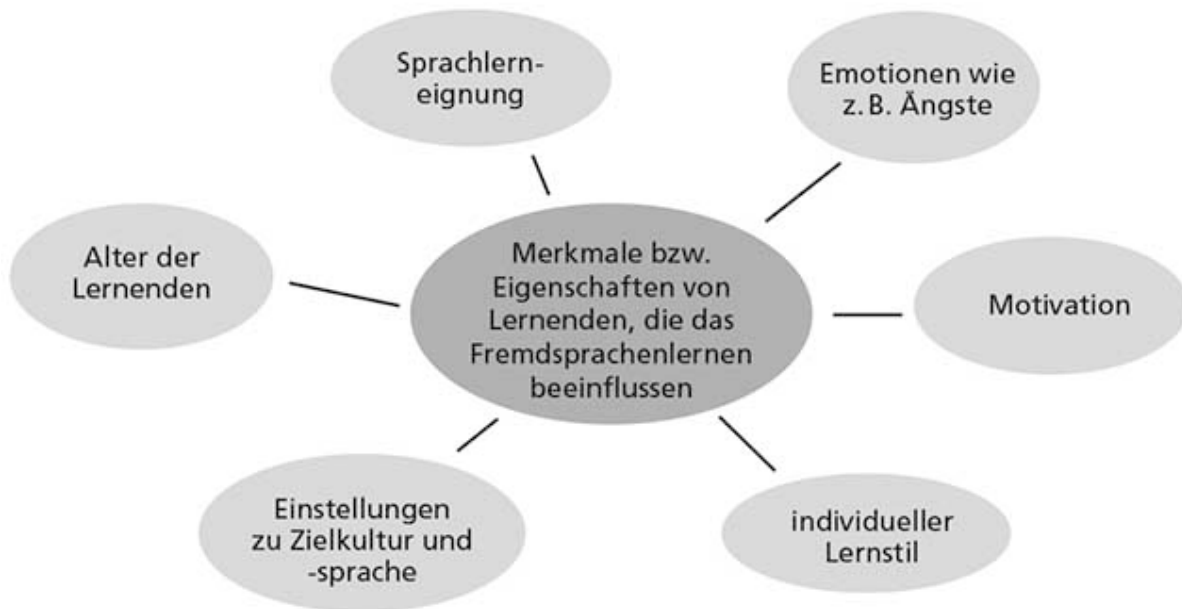 Sprachlern-
eignung
Emotionen wie
z. B. Ängste
Alter der
Lernenden
Merkmale bzw.
Eigenschaften von
Lernenden, die das
Fremdsprachenlernen
beeinflussen
Motivation
Einstellungen
zu Zielkultur und
-sprache
individueller
Lernstil